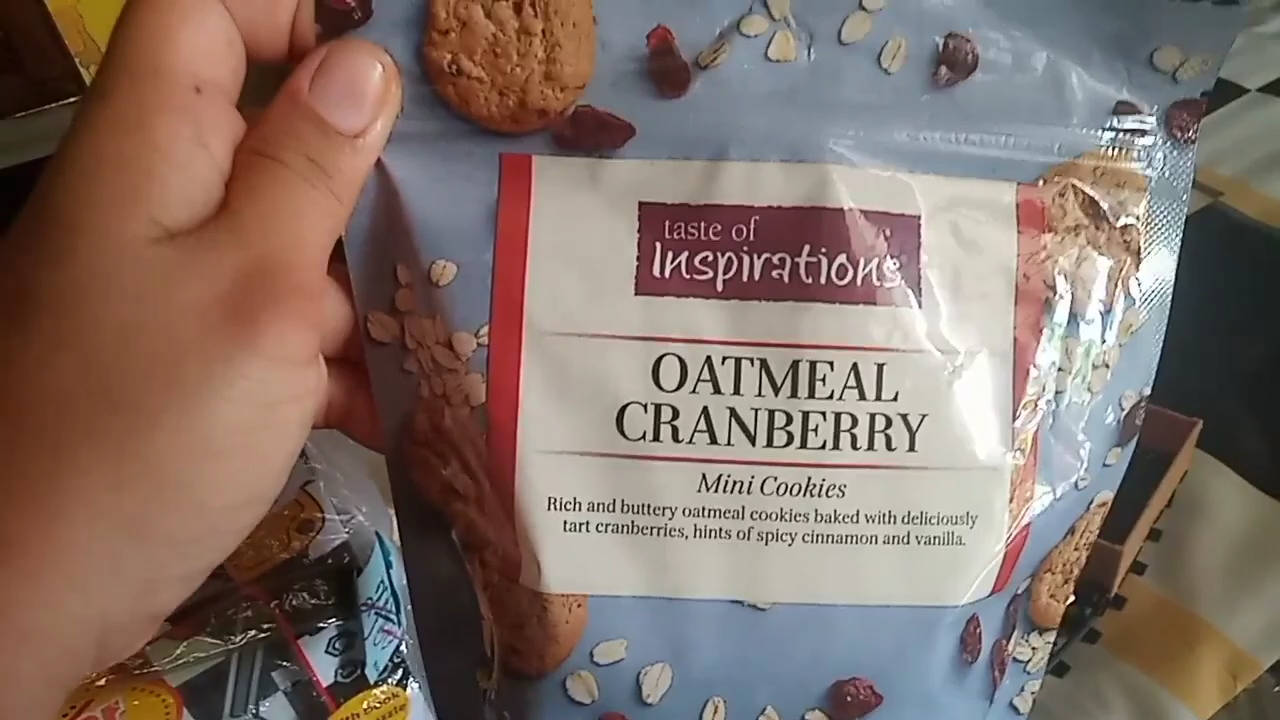 taste of
Inspirations
OATMEAL
CRANBERRY
Mini Cookies
Rich and buttery oatmeal cookies baked with deliciously
tart cranberries, hints of spicy cinnamon and vanilla.